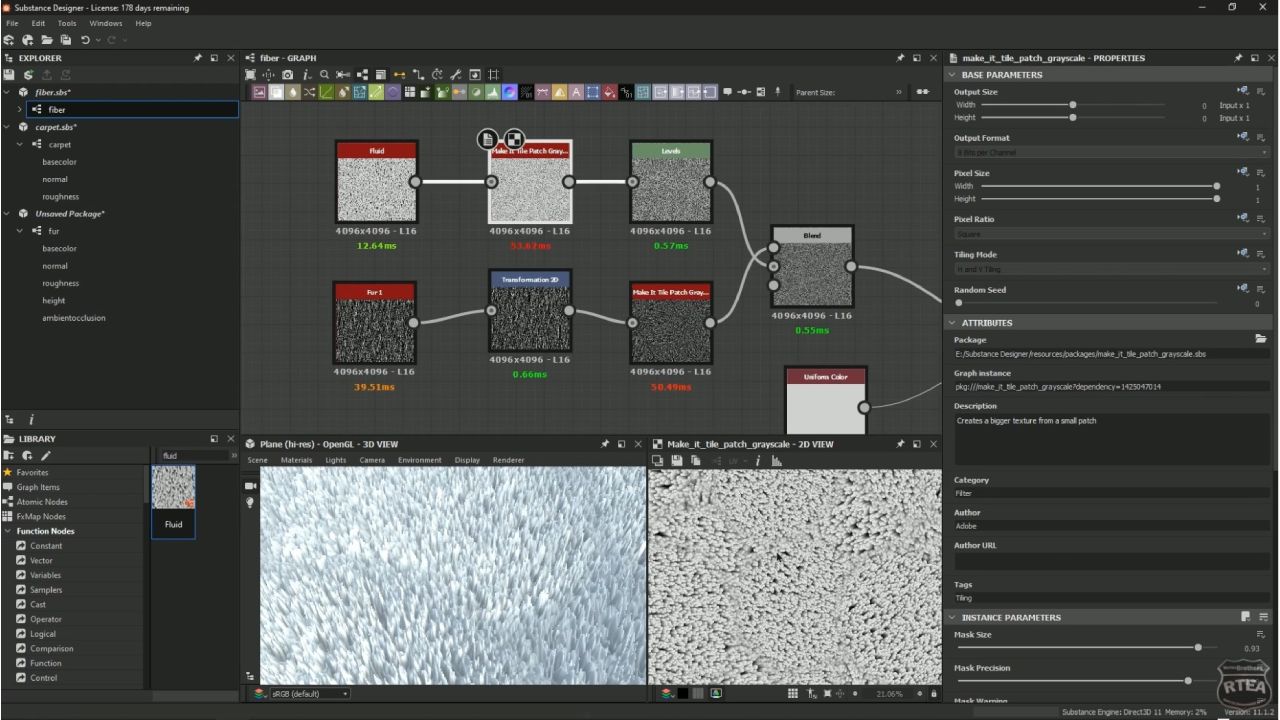 Substance Designer - License: 178 days remaining
File Edit Tools Windows Help
EXPLORER
fiber.sbs*
fiber
carpet.sbs*
carpet
basecolor
normal
roughness
Unsaved Package*
fur
basecolor
normal
roughness
height
ambientocclusion
LIBRARY
Favorites
Graph Items
Atomic Nodes
FxMap Nodes
Function Nodes
Constant
Vector
Variables
Samplers
Cast
Operator
Logical
Comparison
Function
Control
fluid
Fluid
fiber - GRAPH
Parent Size:
Fluid
4096x4096 - L16
12.64ms
Make It Tile Patch Gray...
4096x4096 - L16
53.62ms
Levels
4096x4096 - L16
0.57ms
Blend
4096x4096 - L16
0.55ms
Fur 1
4096x4096 - L16
39.51ms
Transformation 2D
4096x4096 - L16
0.66ms
Make It Tile Patch Gray...
4096x4096 - L16
50.49ms
Uniform Color
Plane (hi-res) - OpenGL - 3D VIEW
Scene Materials Lights Camera Environment Display Renderer
sRGB (default)
Make_it_tile_patch_grayscale - 2D VIEW
UV
21.06%
make_it_tile_patch_grayscale - PROPERTIES
BASE PARAMETERS
Output Size
Width 0 Input x 1
Height 0 Input x 1
Output Format
8 Bits per Channel
Pixel Size
Width 1
Height 1
Pixel Ratio
Square
Tiling Mode
H and V Tiling
Random Seed
0
ATTRIBUTES
Package
E:/Substance Designer/resources/packages/make_it_tile_patch_grayscale.sbs
Graph instance
pkg:///make_it_tile_patch_grayscale?dependency=1425047014
Description
Creates a bigger texture from a small patch
Category
Filter
Author
Adobe
Author URL
Tags
Tiling
INSTANCE PARAMETERS
Mask Size
0.93
Mask Precision
Mask Warping
RTEA
Substance Engine: Direct3D 11 Memory: 2% Version: 11.1.2